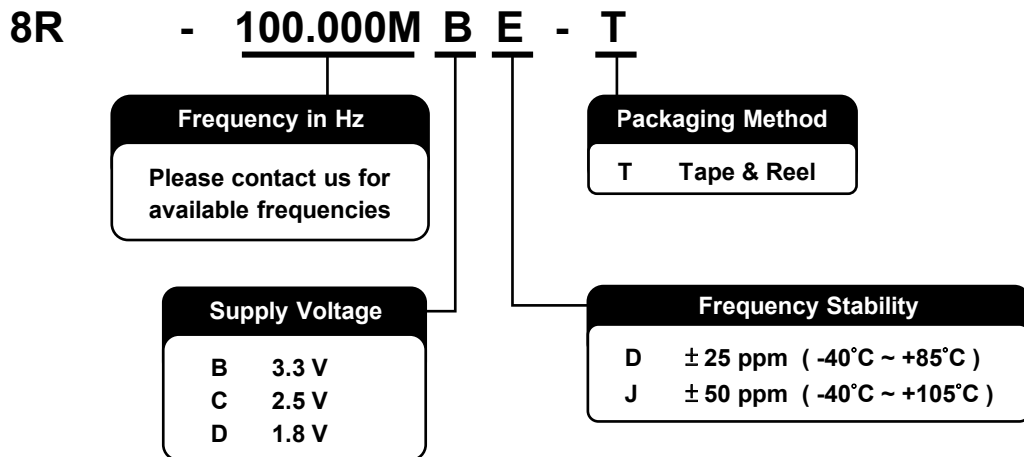 8R - 100.000M B E - T
Frequency in Hz
Please contact us for
available frequencies
Packaging Method
T Tape & Reel
Supply Voltage
B 3.3 V
C 2.5 V
D 1.8 V
Frequency Stability
D ±25 ppm ( -40°C ~ +85°C )
J ±50 ppm ( -40°C ~ +105°C )